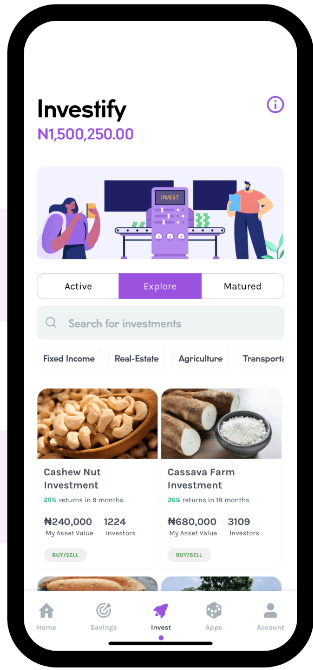 Investify
₦1,500,250.00
INVEST
Active
Explore
Matured
Search for investments
Fixed Income
Real-Estate
Agriculture
Transporta
Cashew Nut
Investment
20% returns in 9 months
₦240,000 1224
My Asset Value Investors
BUY/SELL
Cassava Farm
Investment
36% returns in 18 months
₦680,000 3109
My Asset Value Investors
BUY/SELL
Home
Savings
Invest
Apps
Account